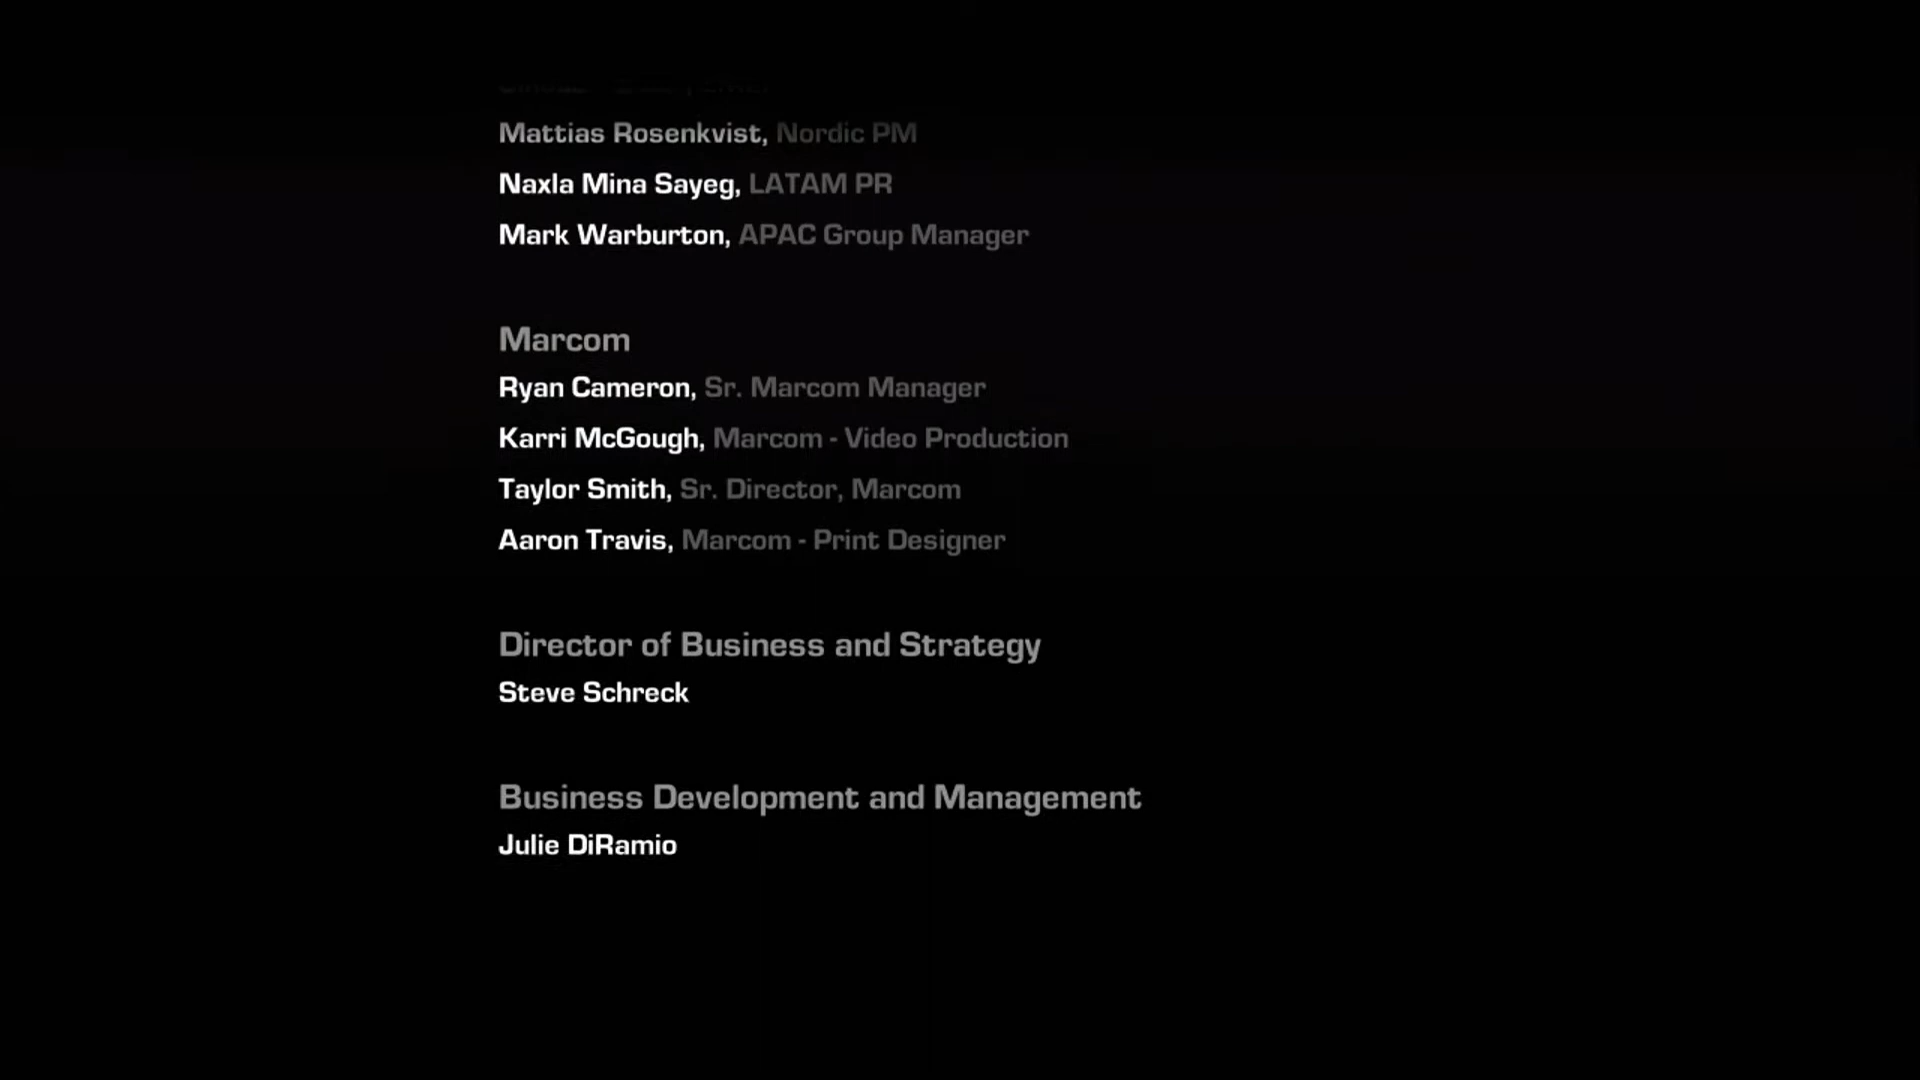 Mattias Rosenkvist, Nordic PM
Naxla Mina Sayeg, LATAM PR
Mark Warburton, APAC Group Manager
Marcom
Ryan Cameron, Sr. Marcom Manager
Karri McGough, Marcom - Video Production
Taylor Smith, Sr. Director, Marcom
Aaron Travis, Marcom - Print Designer
Director of Business and Strategy
Steve Schreck
Business Development and Management
Julie DiRamio